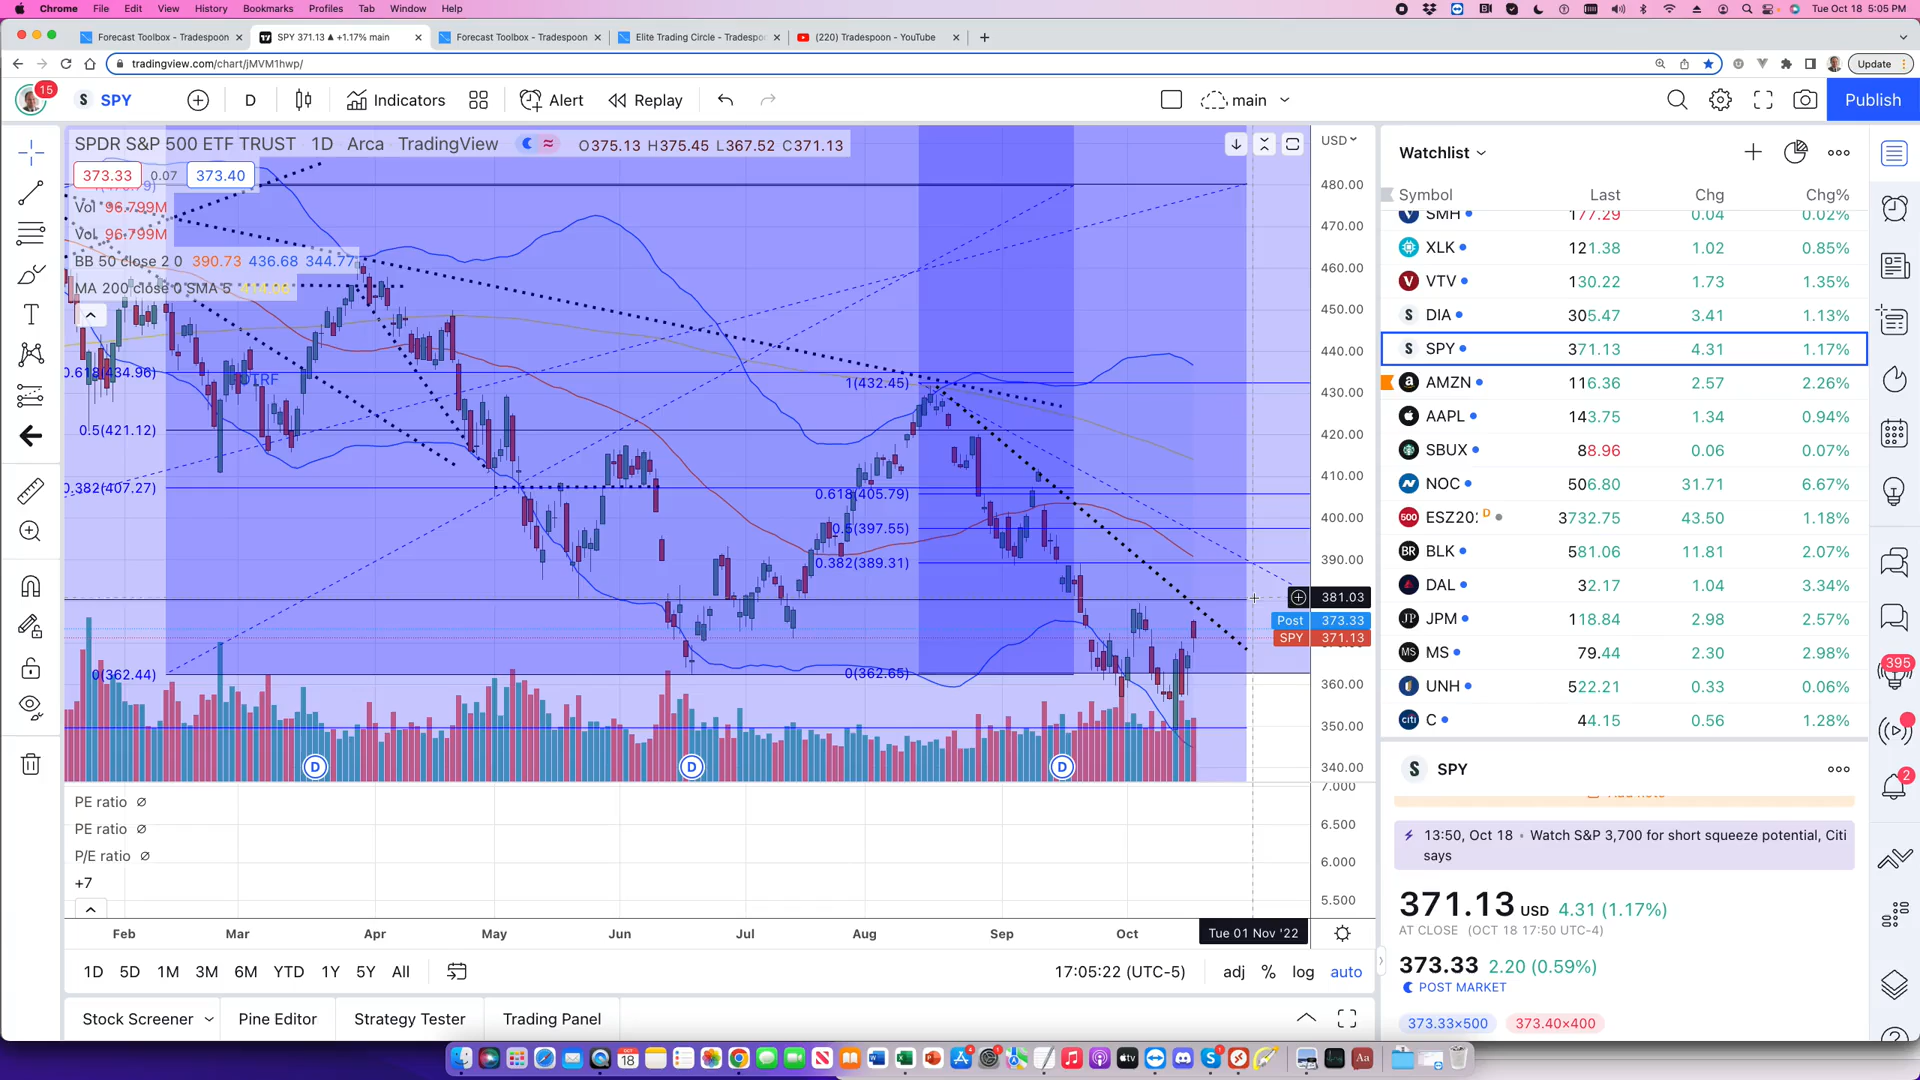 Chrome File Edit View History Bookmarks Profiles Tab Window Help Tue Oct 18 5:05 PM
Forecast Toolbox - Tradespoon SPY 371.13 ▲ +1.17% main Forecast Toolbox - Tradespoon Elite Trading Circle - Tradespo (220) Tradespoon - YouTube
tradingview.com/chart/jMVM1hwp/ Update
15 S SPY D Indicators Alert Replay main Publish
SPDR S&P 500 ETF TRUST 1D Arca TradingView O375.13 H375.45 L367.52 C371.13
373.33 0.07 373.40
Vol 96.799M
Vol 96.799M
BB 50 close 2 0 390.73 436.68 344.77
MA 200 close 0 SMA 5
0.618(434.96)
0.5(421.12)
0.382(407.27)
0(362.44)
1(432.45)
0.618(405.79)
0.5(397.55)
0.382(389.31)
0(362.65)
D D D
USD
480.00
470.00
460.00
450.00
440.00
430.00
420.00
410.00
400.00
390.00
381.03
Post 373.33
SPY 371.13
360.00
350.00
340.00
7.000
6.500
6.000
5.500
PE ratio
PE ratio
P/E ratio
+7
Feb Mar Apr May Jun Jul Aug Sep Oct Tue 01 Nov '22
1D 5D 1M 3M 6M YTD 1Y 5Y All 17:05:22 (UTC-5) adj % log auto
Stock Screener Pine Editor Strategy Tester Trading Panel
Watchlist
Symbol Last Chg Chg%
SMH 177.29 0.04 0.02%
XLK 121.38 1.02 0.85%
VTV 130.22 1.73 1.35%
S DIA 305.47 3.41 1.13%
S SPY 371.13 4.31 1.17%
AMZN 116.36 2.57 2.26%
AAPL 143.75 1.34 0.94%
SBUX 88.96 0.06 0.07%
NOC 506.80 31.71 6.67%
500 ESZ202 D 3732.75 43.50 1.18%
BR BLK 581.06 11.81 2.07%
DAL 32.17 1.04 3.34%
JP JPM 118.84 2.98 2.57%
MS MS 79.44 2.30 2.98%
UNH 522.21 0.33 0.06%
citi C 44.15 0.56 1.28%
S SPY
13:50, Oct 18 • Watch S&P 3,700 for short squeeze potential, Citi
says
371.13 USD 4.31 (1.17%)
AT CLOSE (OCT 18 17:50 UTC-4)
373.33 2.20 (0.59%)
POST MARKET
373.33×500 373.40×400
395
2
OCT
18
Aa